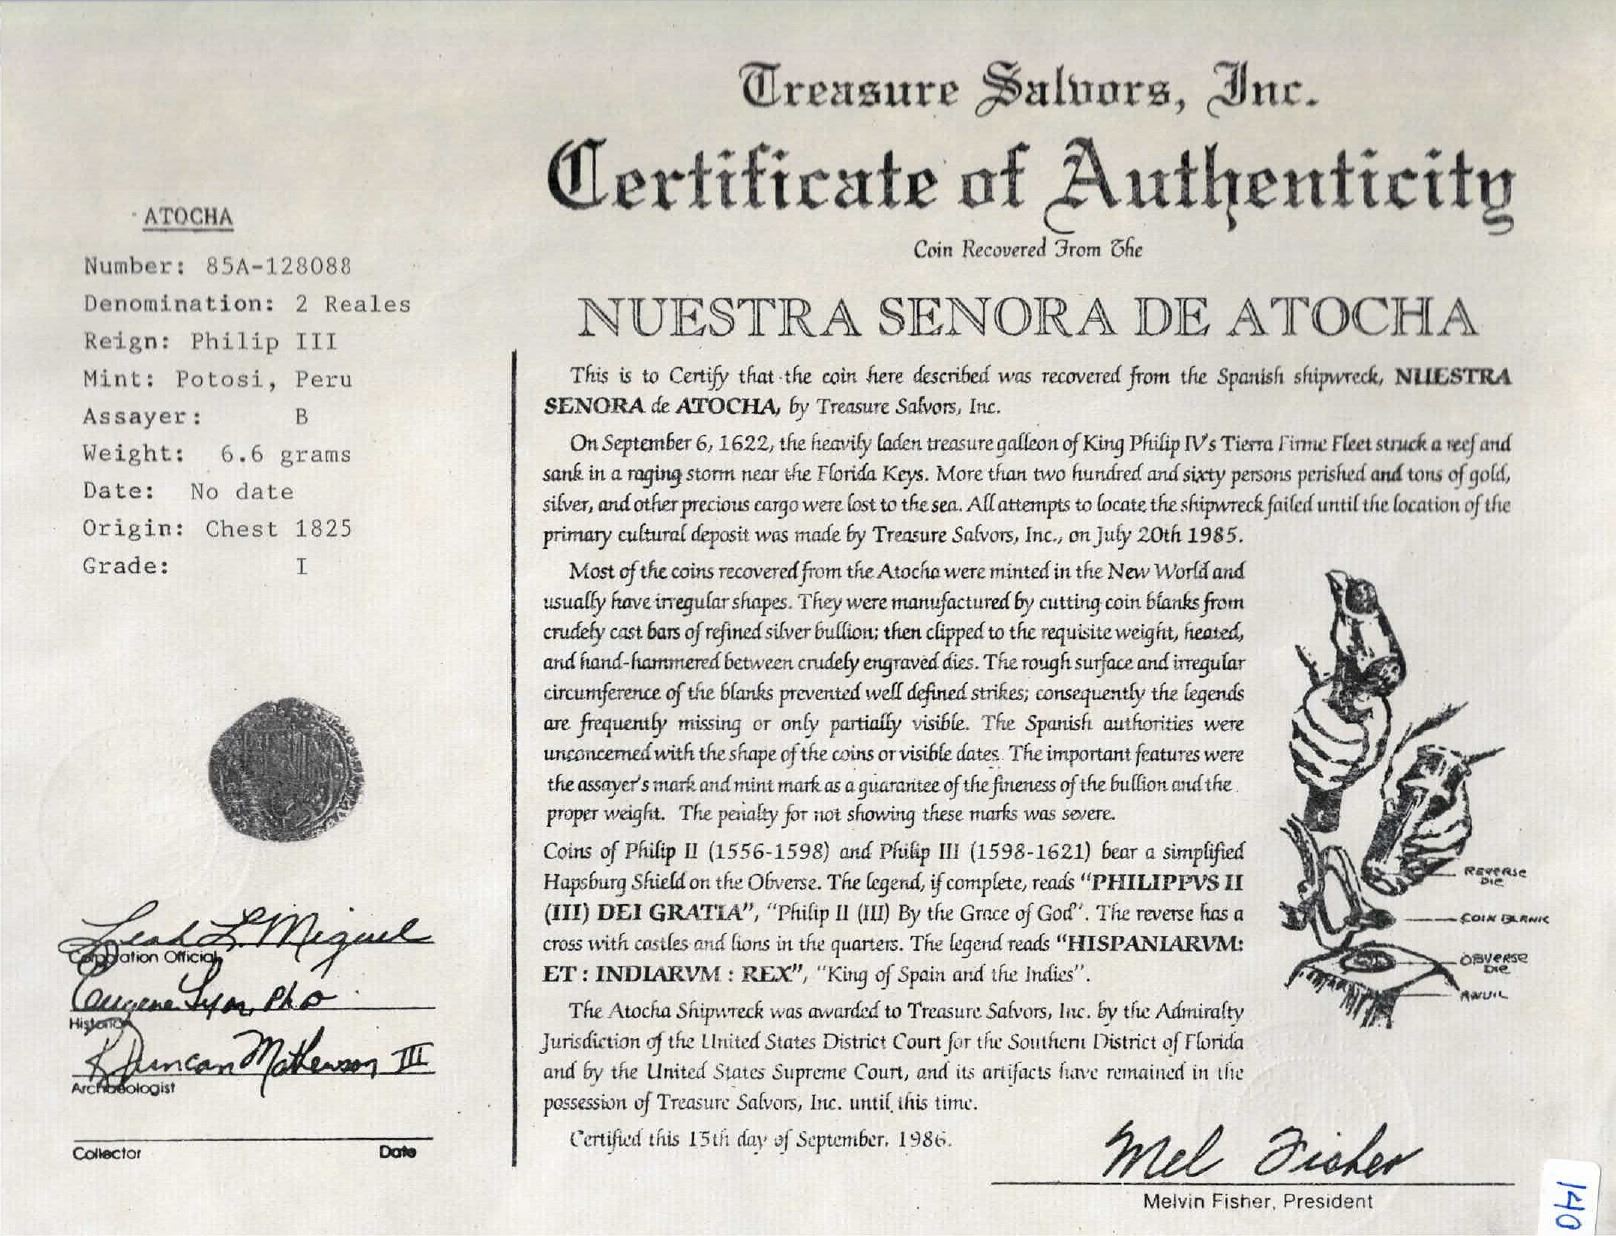 Treasure Salvors, Inc.
Certificate of Authenticity
Coin Recovered From The
NUESTRA SENORA DE ATOCHA
ATOCHA
Number: 85A-128088
Denomination: 2 Reales
Reign: Philip III
Mint: Potosi, Peru
Assayer: B
Weight: 6.6 grams
Date: No date
Origin: Chest 1825
Grade: I
This is to Certify that the coin here described was recovered from the Spanish shipwreck, NUESTRA
SENORA de ATOCHA, by Treasure Salvors, Inc.
On September 6, 1622, the heavily laden treasure galleon of King Philip IV's Tierra Firme Fleet struck a reef and
sank in a raging storm near the Florida Keys. More than two hundred and sixty persons perished and tons of gold,
silver, and other precious cargo were lost to the sea. All attempts to locate the shipwreck failed until the location of the
primary cultural deposit was made by Treasure Salvors, Inc., on July 20th 1985.
Most of the coins recovered from the Atocha were minted in the New World and
usually have irregular shapes. They were manufactured by cutting coin blanks from
crudely cast bars of refined silver bullion; then clipped to the requisite weight, heated,
and hand-hammered between crudely engraved dies. The rough surface and irregular
circumference of the blanks prevented well defined strikes; consequently the legends
are frequently missing or only partially visible. The Spanish authorities were
unconcerned with the shape of the coins or visible dates. The important features were
the assayer's mark and mint mark as a guarantee of the fineness of the bullion and the
proper weight. The penalty for not showing these marks was severe.
Coins of Philip II (1556-1598) and Philip III (1598-1621) bear a simplified
Hapsburg Shield on the Obverse. The legend, if complete, reads "PHILIPPVS II
(III) DEI GRATIA", "Philip II (III) By the Grace of God". The reverse has a
cross with castles and lions in the quarters. The legend reads "HISPANIARVM:
ET : INDIARVM : REX", "King of Spain and the Indies".
The Atocha Shipwreck was awarded to Treasure Salvors, Inc. by the Admiralty
Jurisdiction of the United States District Court for the Southern District of Florida
and by the United States Supreme Court, and its artifacts have remained in the
possession of Treasure Salvors, Inc. until this time.
Certified this 15th day of September, 1986.
REVERSE
DIE
COIN BLANK
OBVERSE
DIE
ANVIL
Leah L. Miguel
Corporation Official
Eugene Lyon, Ph D
Historian
R Duncan Mathewson III
Archaeologist
Collector Date
Mel Fisher
Melvin Fisher, President
140